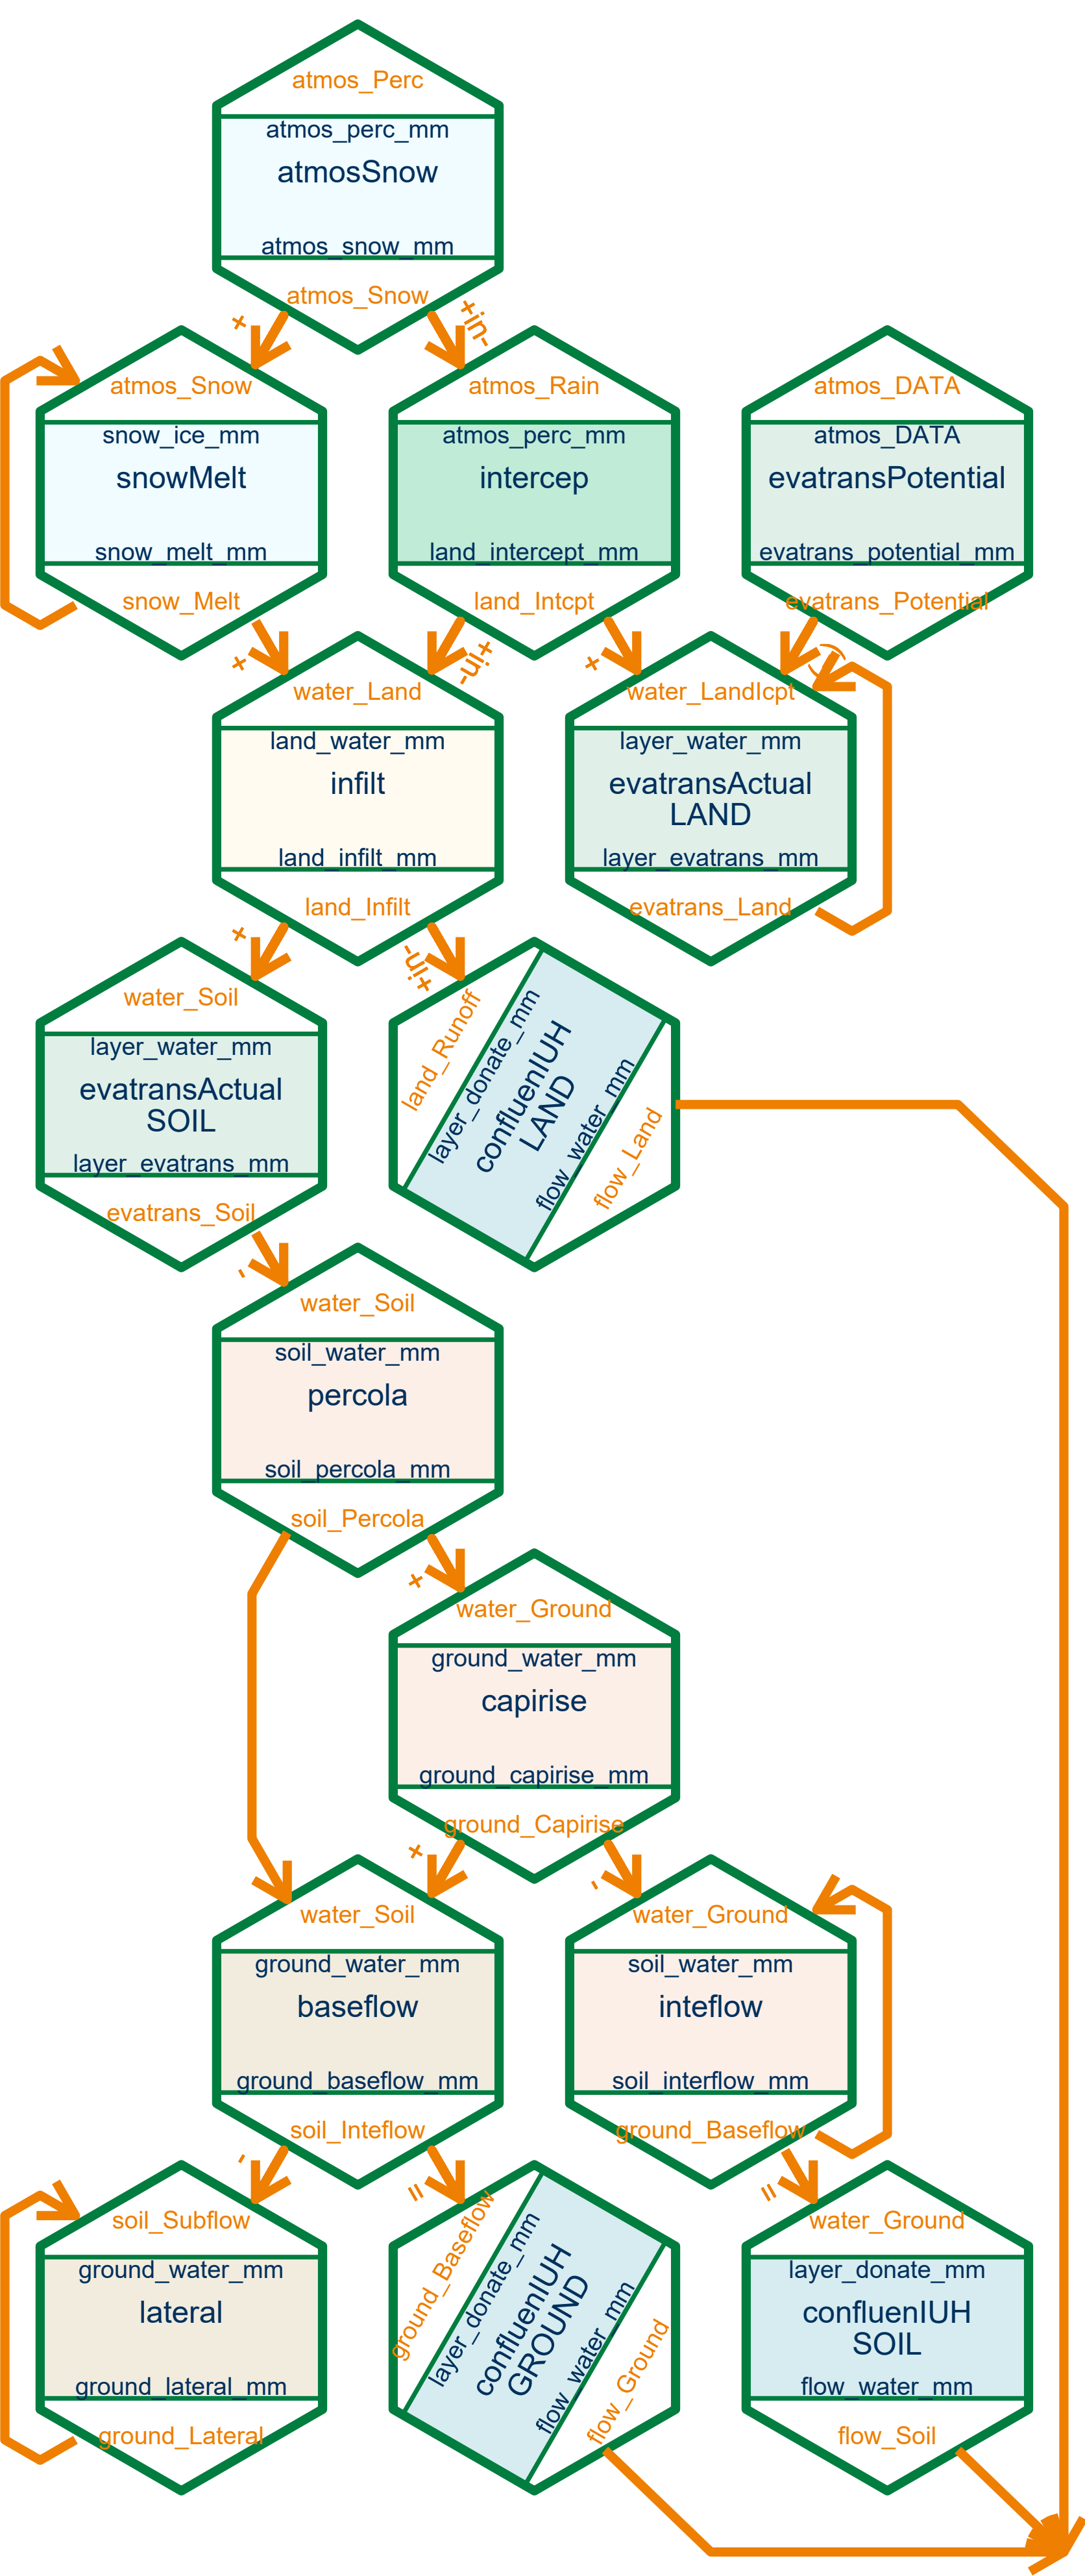 atmos_Perc
atmos_perc_mm
atmosSnow
atmos_snow_mm
atmos_Snow
+
+in-
atmos_Snow
snow_ice_mm
snowMelt
snow_melt_mm
snow_Melt
atmos_Rain
atmos_perc_mm
intercep
land_intercept_mm
land_Intcpt
atmos_DATA
atmos_DATA
evatransPotential
evatrans_potential_mm
evatrans_Potential
+
+in-
+
()
water_Land
land_water_mm
infilt
land_infilt_mm
land_Infilt
water_LandIcpt
layer_water_mm
evatransActual
LAND
layer_evatrans_mm
evatrans_Land
+
+in-
water_Soil
layer_water_mm
evatransActual
SOIL
layer_evatrans_mm
evatrans_Soil
land_Runoff
layer_donate_mm
confluenIUH
LAND
flow_water_mm
flow_Land
-
water_Soil
soil_water_mm
percola
soil_percola_mm
soil_Percola
+
water_Ground
ground_water_mm
capirise
ground_capirise_mm
ground_Capirise
+
-
water_Soil
ground_water_mm
baseflow
ground_baseflow_mm
soil_Inteflow
water_Ground
soil_water_mm
inteflow
soil_interflow_mm
ground_Baseflow
-
=
=
soil_Subflow
ground_water_mm
lateral
ground_lateral_mm
ground_Lateral
ground_Baseflow
layer_donate_mm
confluenIUH
GROUND
flow_water_mm
flow_Ground
water_Ground
layer_donate_mm
confluenIUH
SOIL
flow_water_mm
flow_Soil